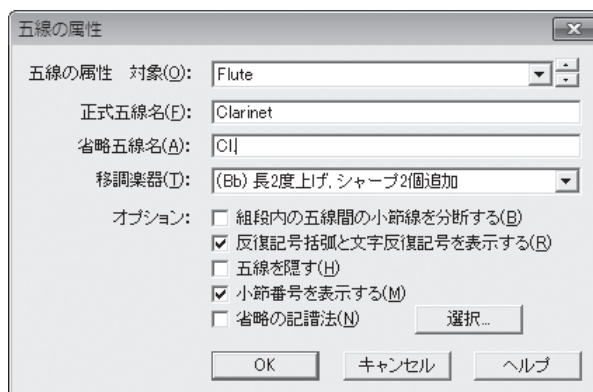 五線の属性
五線の属性 対象(O): Flute
正式五線名(F): Clarinet
省略五線名(A): Cl.
移調楽器(T): (Bb) 長2度上げ, シャープ2個追加
オプション: 組段内の五線間の小節線を分断する(B)
反復記号括弧と文字反復記号を表示する(R)
五線を隠す(H)
小節番号を表示する(M)
省略の記譜法(N) 選択...
OK キャンセル ヘルプ